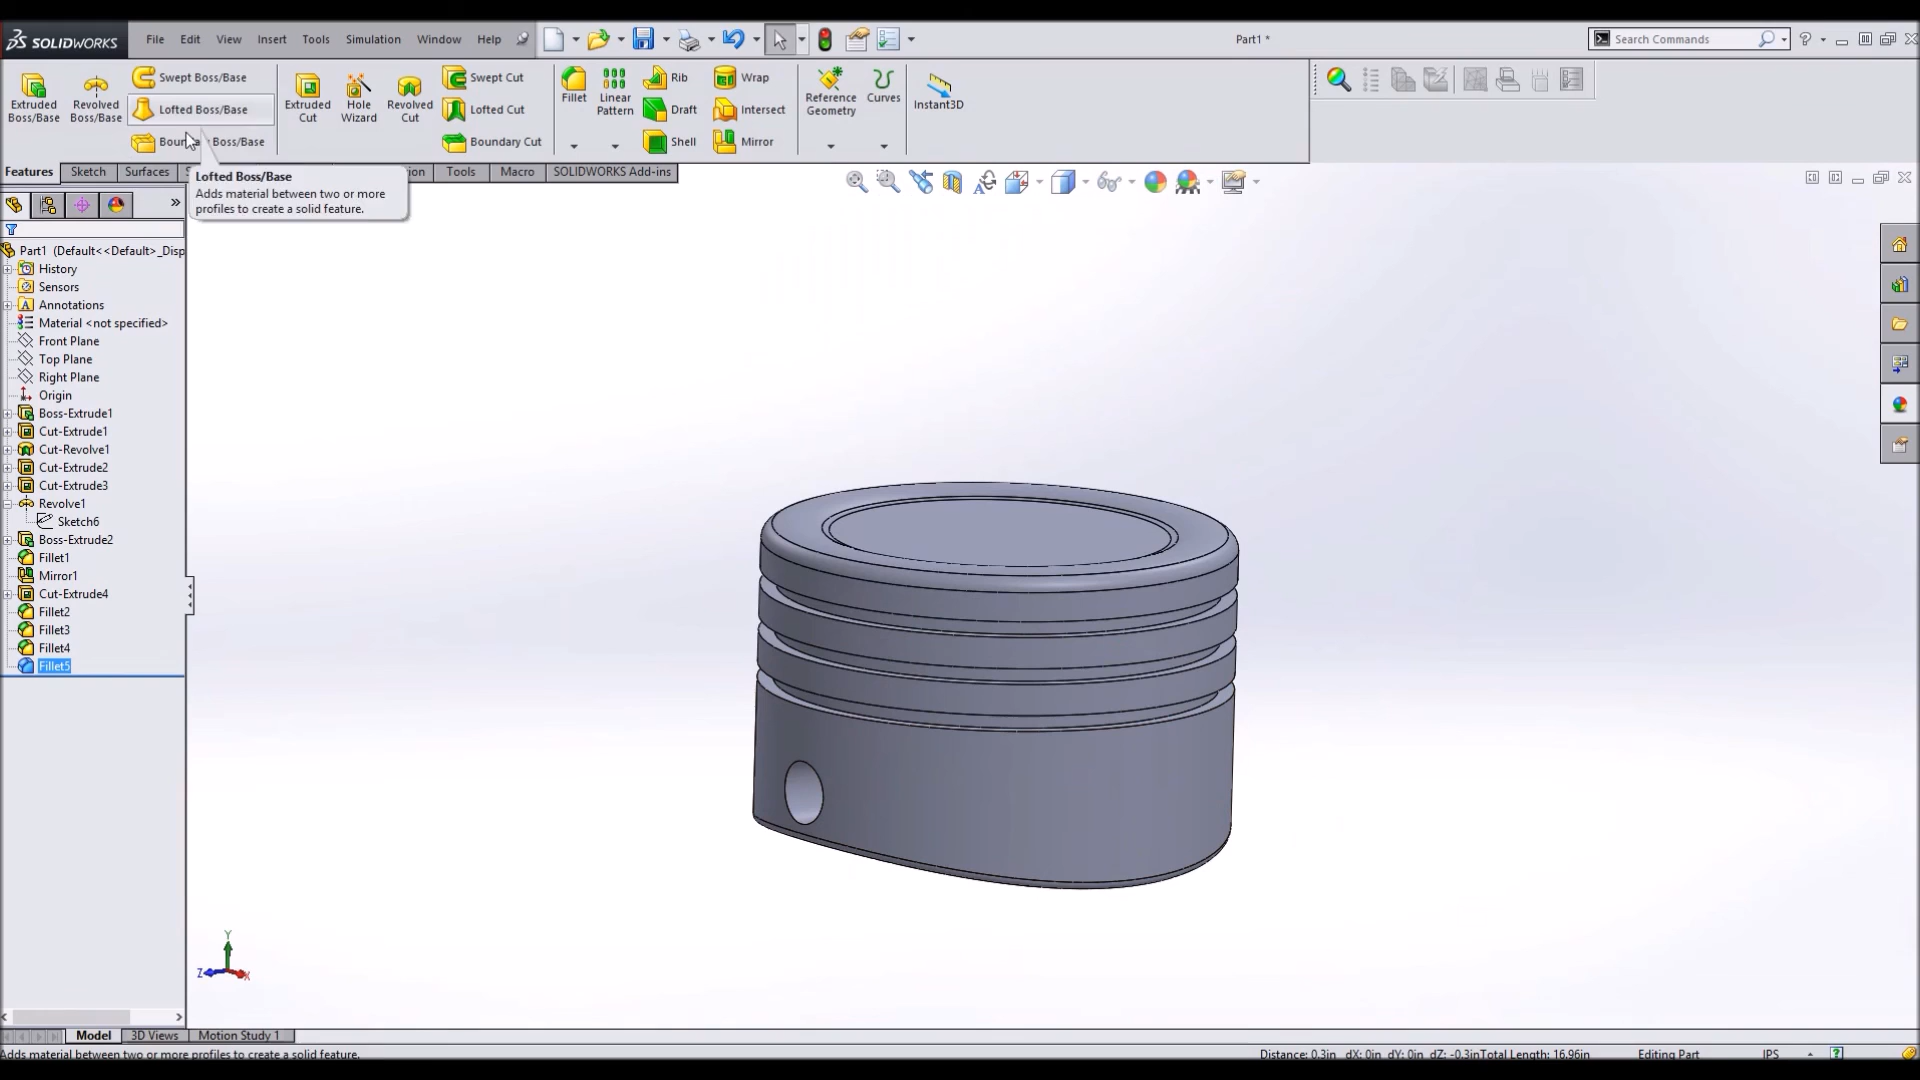 SOLIDWORKS
File Edit View Insert Tools Simulation Window Help
Part1 *
Search Commands
Extruded Boss/Base
Revolved Boss/Base
Swept Boss/Base
Lofted Boss/Base
Boundary Boss/Base
Extruded Cut
Hole Wizard
Revolved Cut
Swept Cut
Lofted Cut
Boundary Cut
Fillet
Linear Pattern
Rib
Draft
Shell
Wrap
Intersect
Mirror
Reference Geometry
Curves
Instant3D
Features Sketch Surfaces Tools Macro SOLIDWORKS Add-ins
Lofted Boss/Base
Adds material between two or more
profiles to create a solid feature.
Part1 (Default<<Default>_Disp
History
Sensors
Annotations
Material <not specified>
Front Plane
Top Plane
Right Plane
Origin
Boss-Extrude1
Cut-Extrude1
Cut-Revolve1
Cut-Extrude2
Cut-Extrude3
Revolve1
Sketch6
Boss-Extrude2
Fillet1
Mirror1
Cut-Extrude4
Fillet2
Fillet3
Fillet4
Fillet5
Y
Z
X
Model 3D Views Motion Study 1
Adds material between two or more profiles to create a solid feature.
Distance: 0.3in dX: 0in dY: 0in dZ: -0.3inTotal Length: 16.96in Editing Part IPS